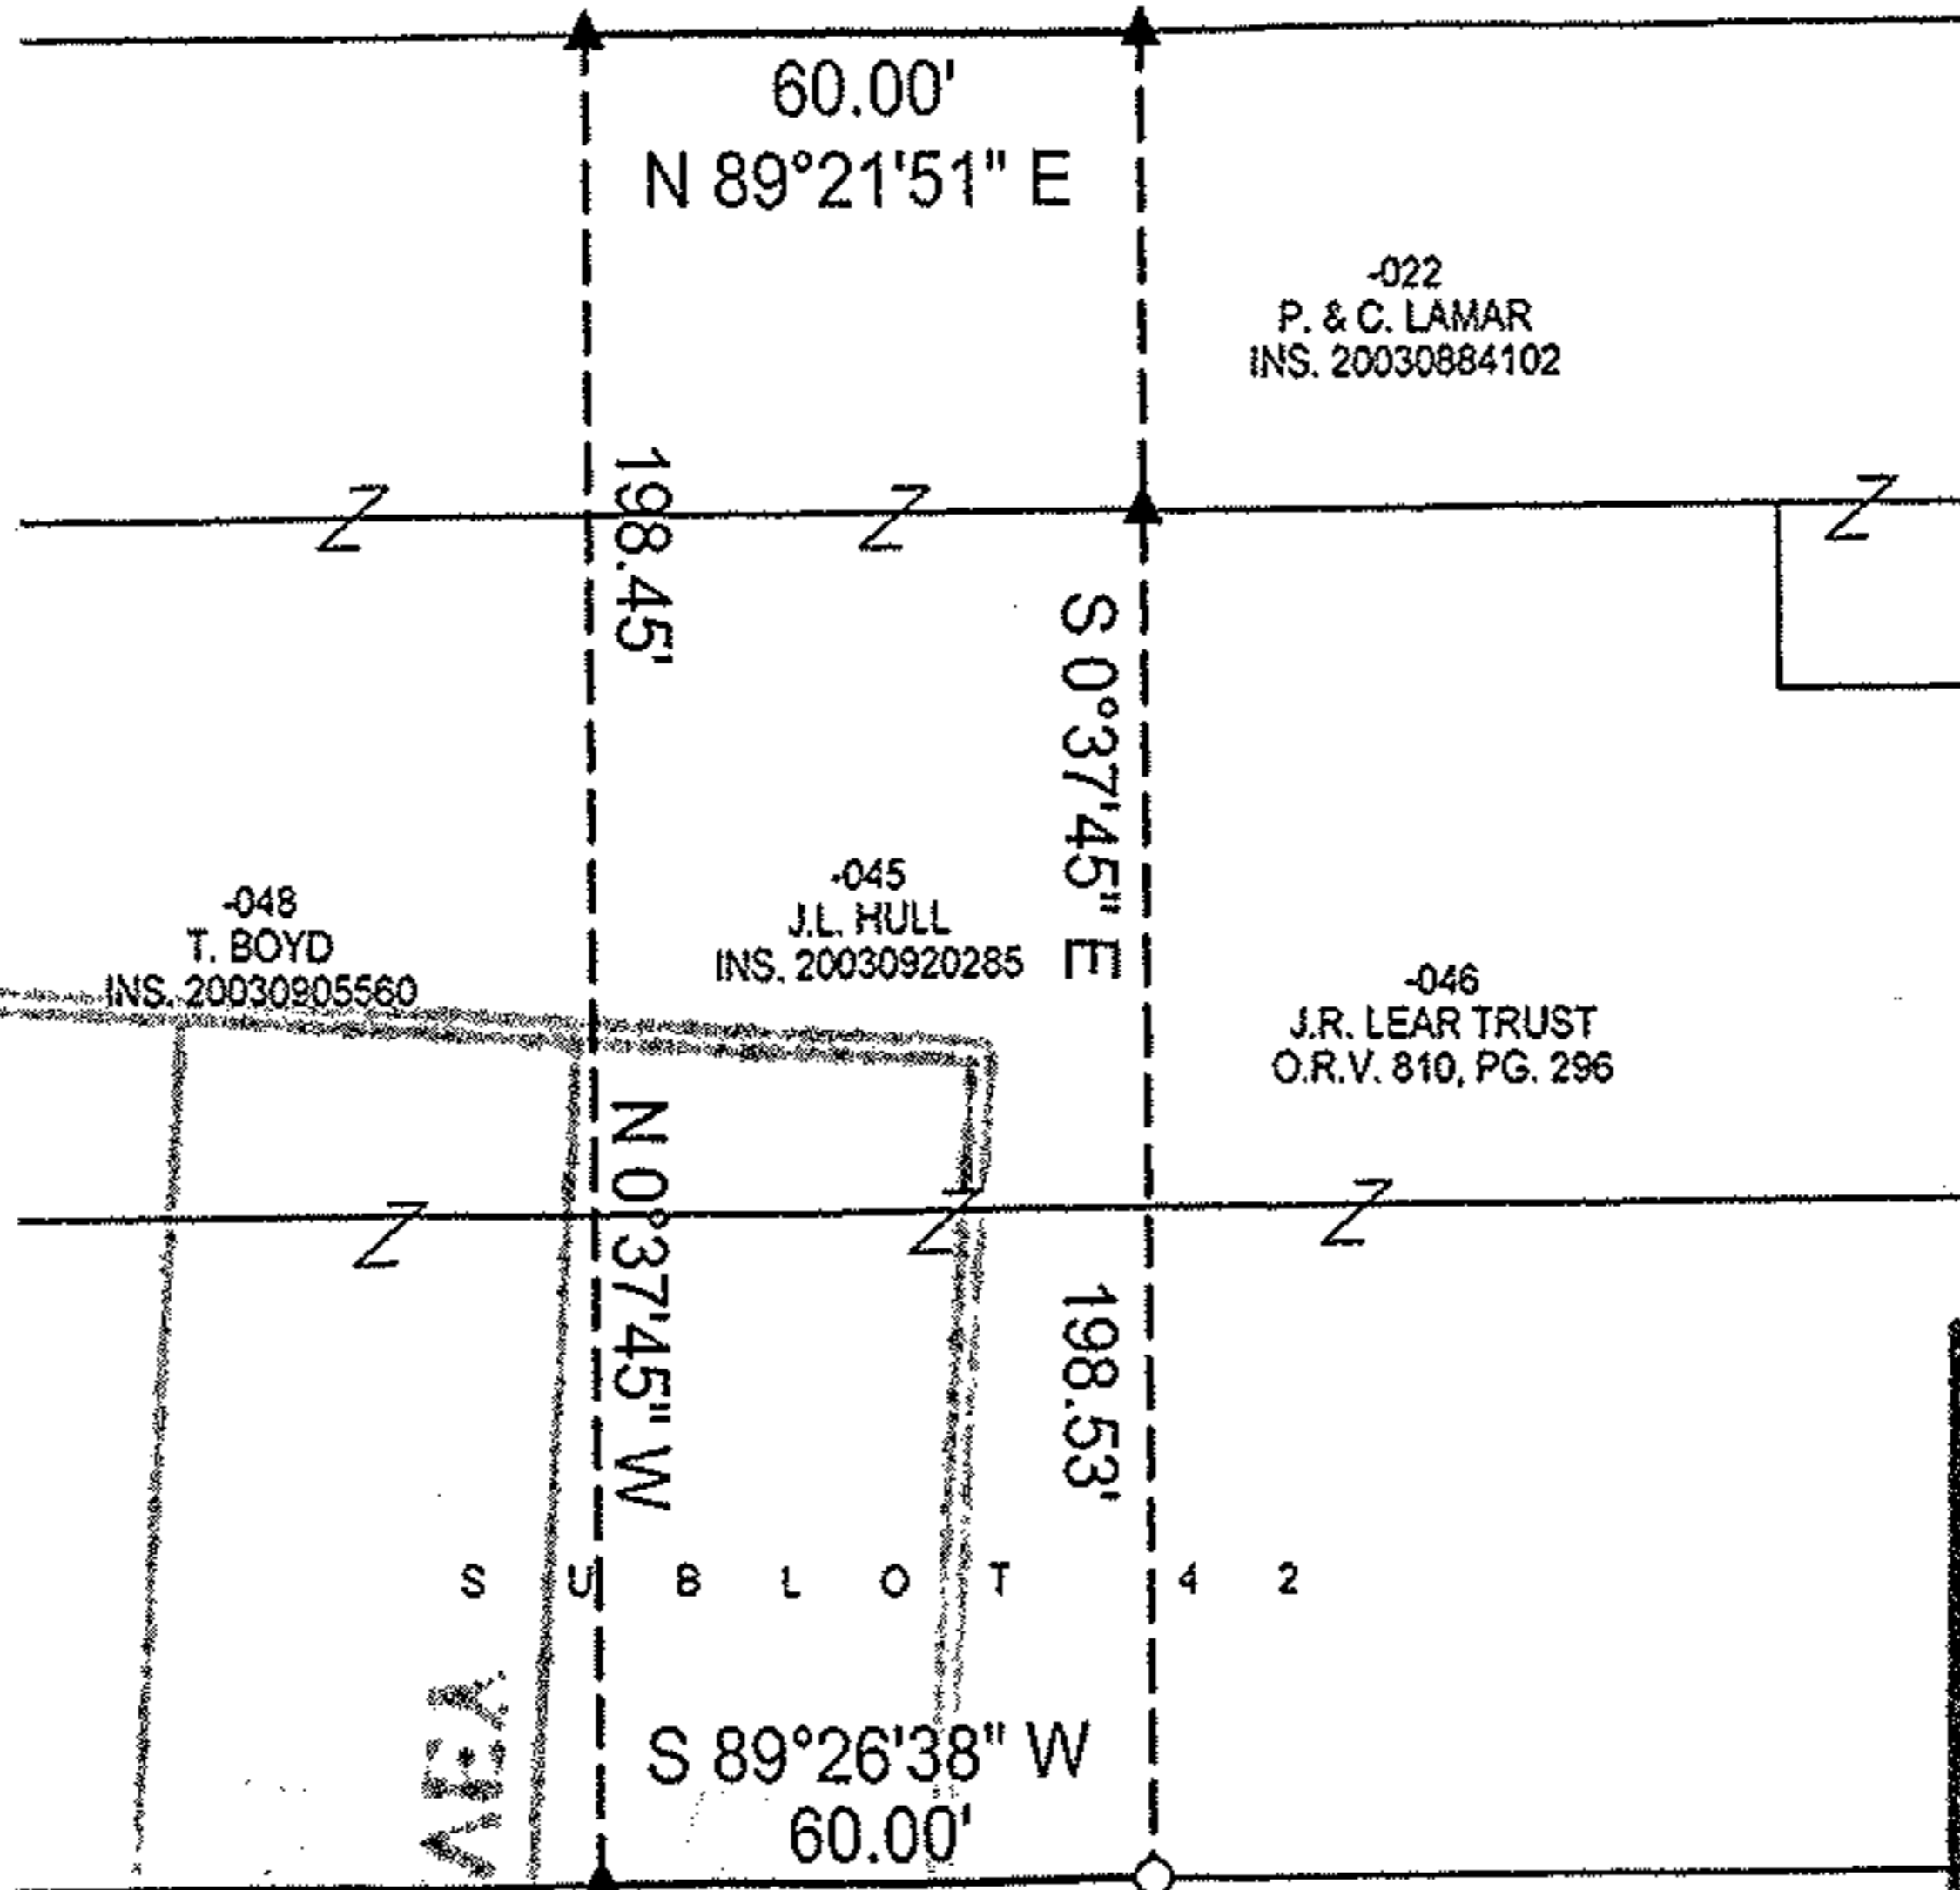 60.00'
N 89°21'51" E
-022
P. & C. LAMAR
INS. 20030884102
198.45'
S 0°37'45" E
-048
T. BOYD
INS. 20030905560
-045
J.L. HULL
INS. 20030920285
-046
J.R. LEAR TRUST
O.R.V. 810, PG. 296
N 0°37'45" W
198.53'
SUBLOT 42
S 89°26'38" W
60.00'